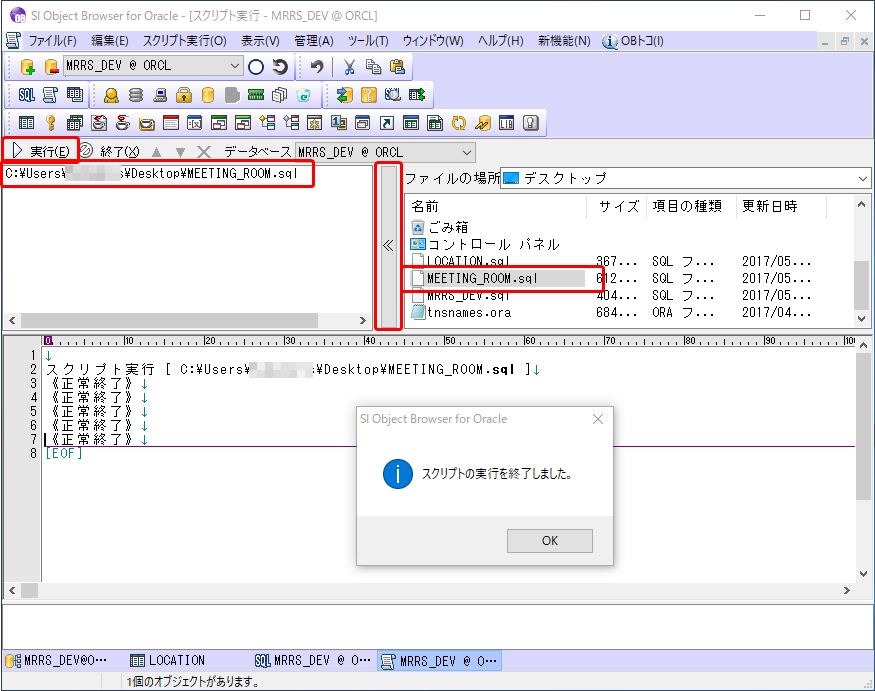 SI Object Browser for Oracle - [スクリプト実行 - MRRS_DEV @ ORCL]
ファイル(F) 編集(E) スクリプト実行(O) 表示(V) 管理(A) ツール(T) ウィンドウ(W) ヘルプ(H) 新機能(N) OBトコ(I)
MRRS_DEV @ ORCL
SQL
実行(E) 終了(X) データベース MRRS_DEV @ ORCL
C:¥Users¥ s¥Desktop¥MEETING_ROOM.sql
ファイルの場所 デスクトップ
名前 サイズ 項目の種類 更新日時
ごみ箱
コントロール パネル
LOCATION.sql 367... SQL フ... 2017/05...
MEETING_ROOM.sql 612... SQL フ... 2017/05...
MRRS_DEV.sql 404... SQL フ... 2017/05...
tnsnames.ora 684... ORA フ... 2017/04...
0 10 20 30 40 50 60 70 80 90 100
1 ↓
2 スクリプト実行 [ C:¥Users¥ s¥Desktop¥MEETING_ROOM.sql ]↓
3 《正常終了》↓
4 《正常終了》↓
5 《正常終了》↓
6 《正常終了》↓
7 《正常終了》↓
8 [EOF]
SI Object Browser for Oracle
スクリプトの実行を終了しました。
OK
MRRS_DEV@O… LOCATION SQL MRRS_DEV @ O… MRRS_DEV @ O…
1個のオブジェクトがあります。